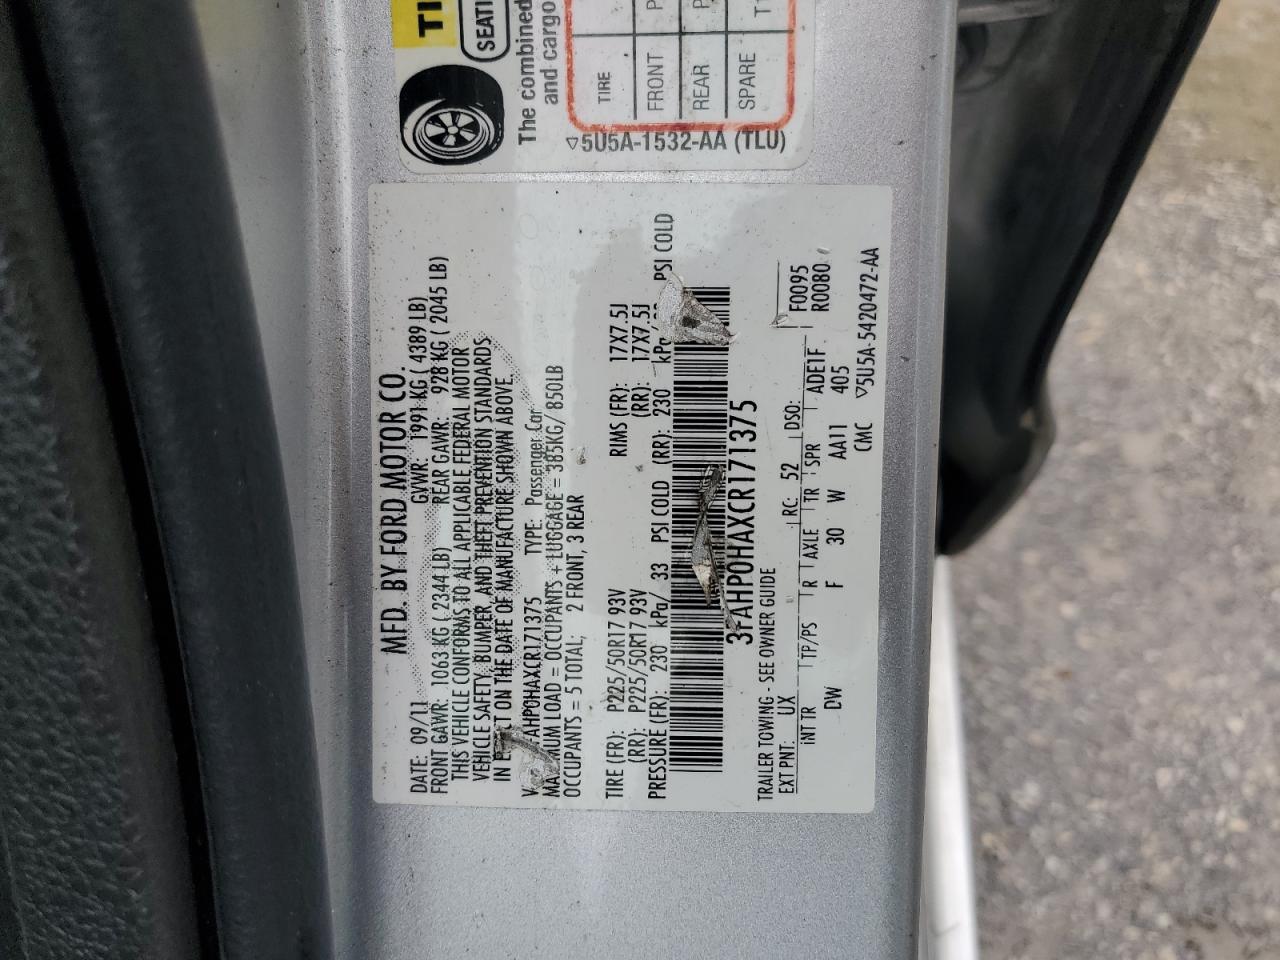 MFD. BY FORD MOTOR CO.
DATE: 09/11 GVWR: 1991 KG ( 4389 LB)
FRONT GAWR: 1063 KG ( 2344 LB) REAR GAWR: 928 KG ( 2045 LB)
THIS VEHICLE CONFORMS TO ALL APPLICABLE FEDERAL MOTOR
VEHICLE SAFETY, BUMPER, AND THEFT PREVENTION STANDARDS
IN EFFECT ON THE DATE OF MANUFACTURE SHOWN ABOVE.
AHP0HAXCR171375 TYPE: Passenger Car
MAXIMUM LOAD = OCCUPANTS + LUGGAGE = 385KG/ 850LB
OCCUPANTS = 5 TOTAL; 2 FRONT, 3 REAR
TIRE (FR): P225/50R17 93V RIMS (FR): 17X7.5J
(RR): P225/50R17 93V (RR): 17X7.5J
PRESSURE (FR): 230 kPa/ 33 PSI COLD (RR): 230 kPa/ PSI COLD
3FAHP0HAXCR171375
TRAILER TOWING - SEE OWNER GUIDE
EXT PNT: UX RC: 52 DSO: F0095
R0080
INT TR TP/PS R AXLE TR SPR ADE1F
DW F 30 W AA11 405
CMC ▽5U5A-5420472-AA
TI
SEATI
The combined
and cargo
TIRE
FRONT P
REAR P
SPARE T1
▽5U5A-1532-AA (TLU)